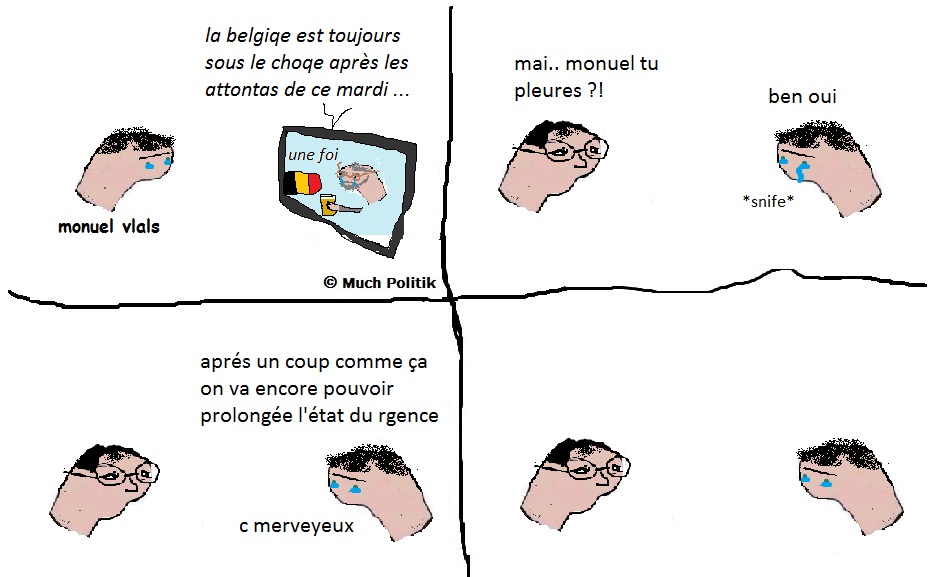 la belgiqe est toujours
sous le choqe après les
attontas de ce mardi ...
une foi
monuel vlals
© Much Politik
mai.. monuel tu
pleures ?!
ben oui
*snife*
aprés un coup comme ça
on va encore pouvoir
prolongée l'état du rgence
c merveyeux